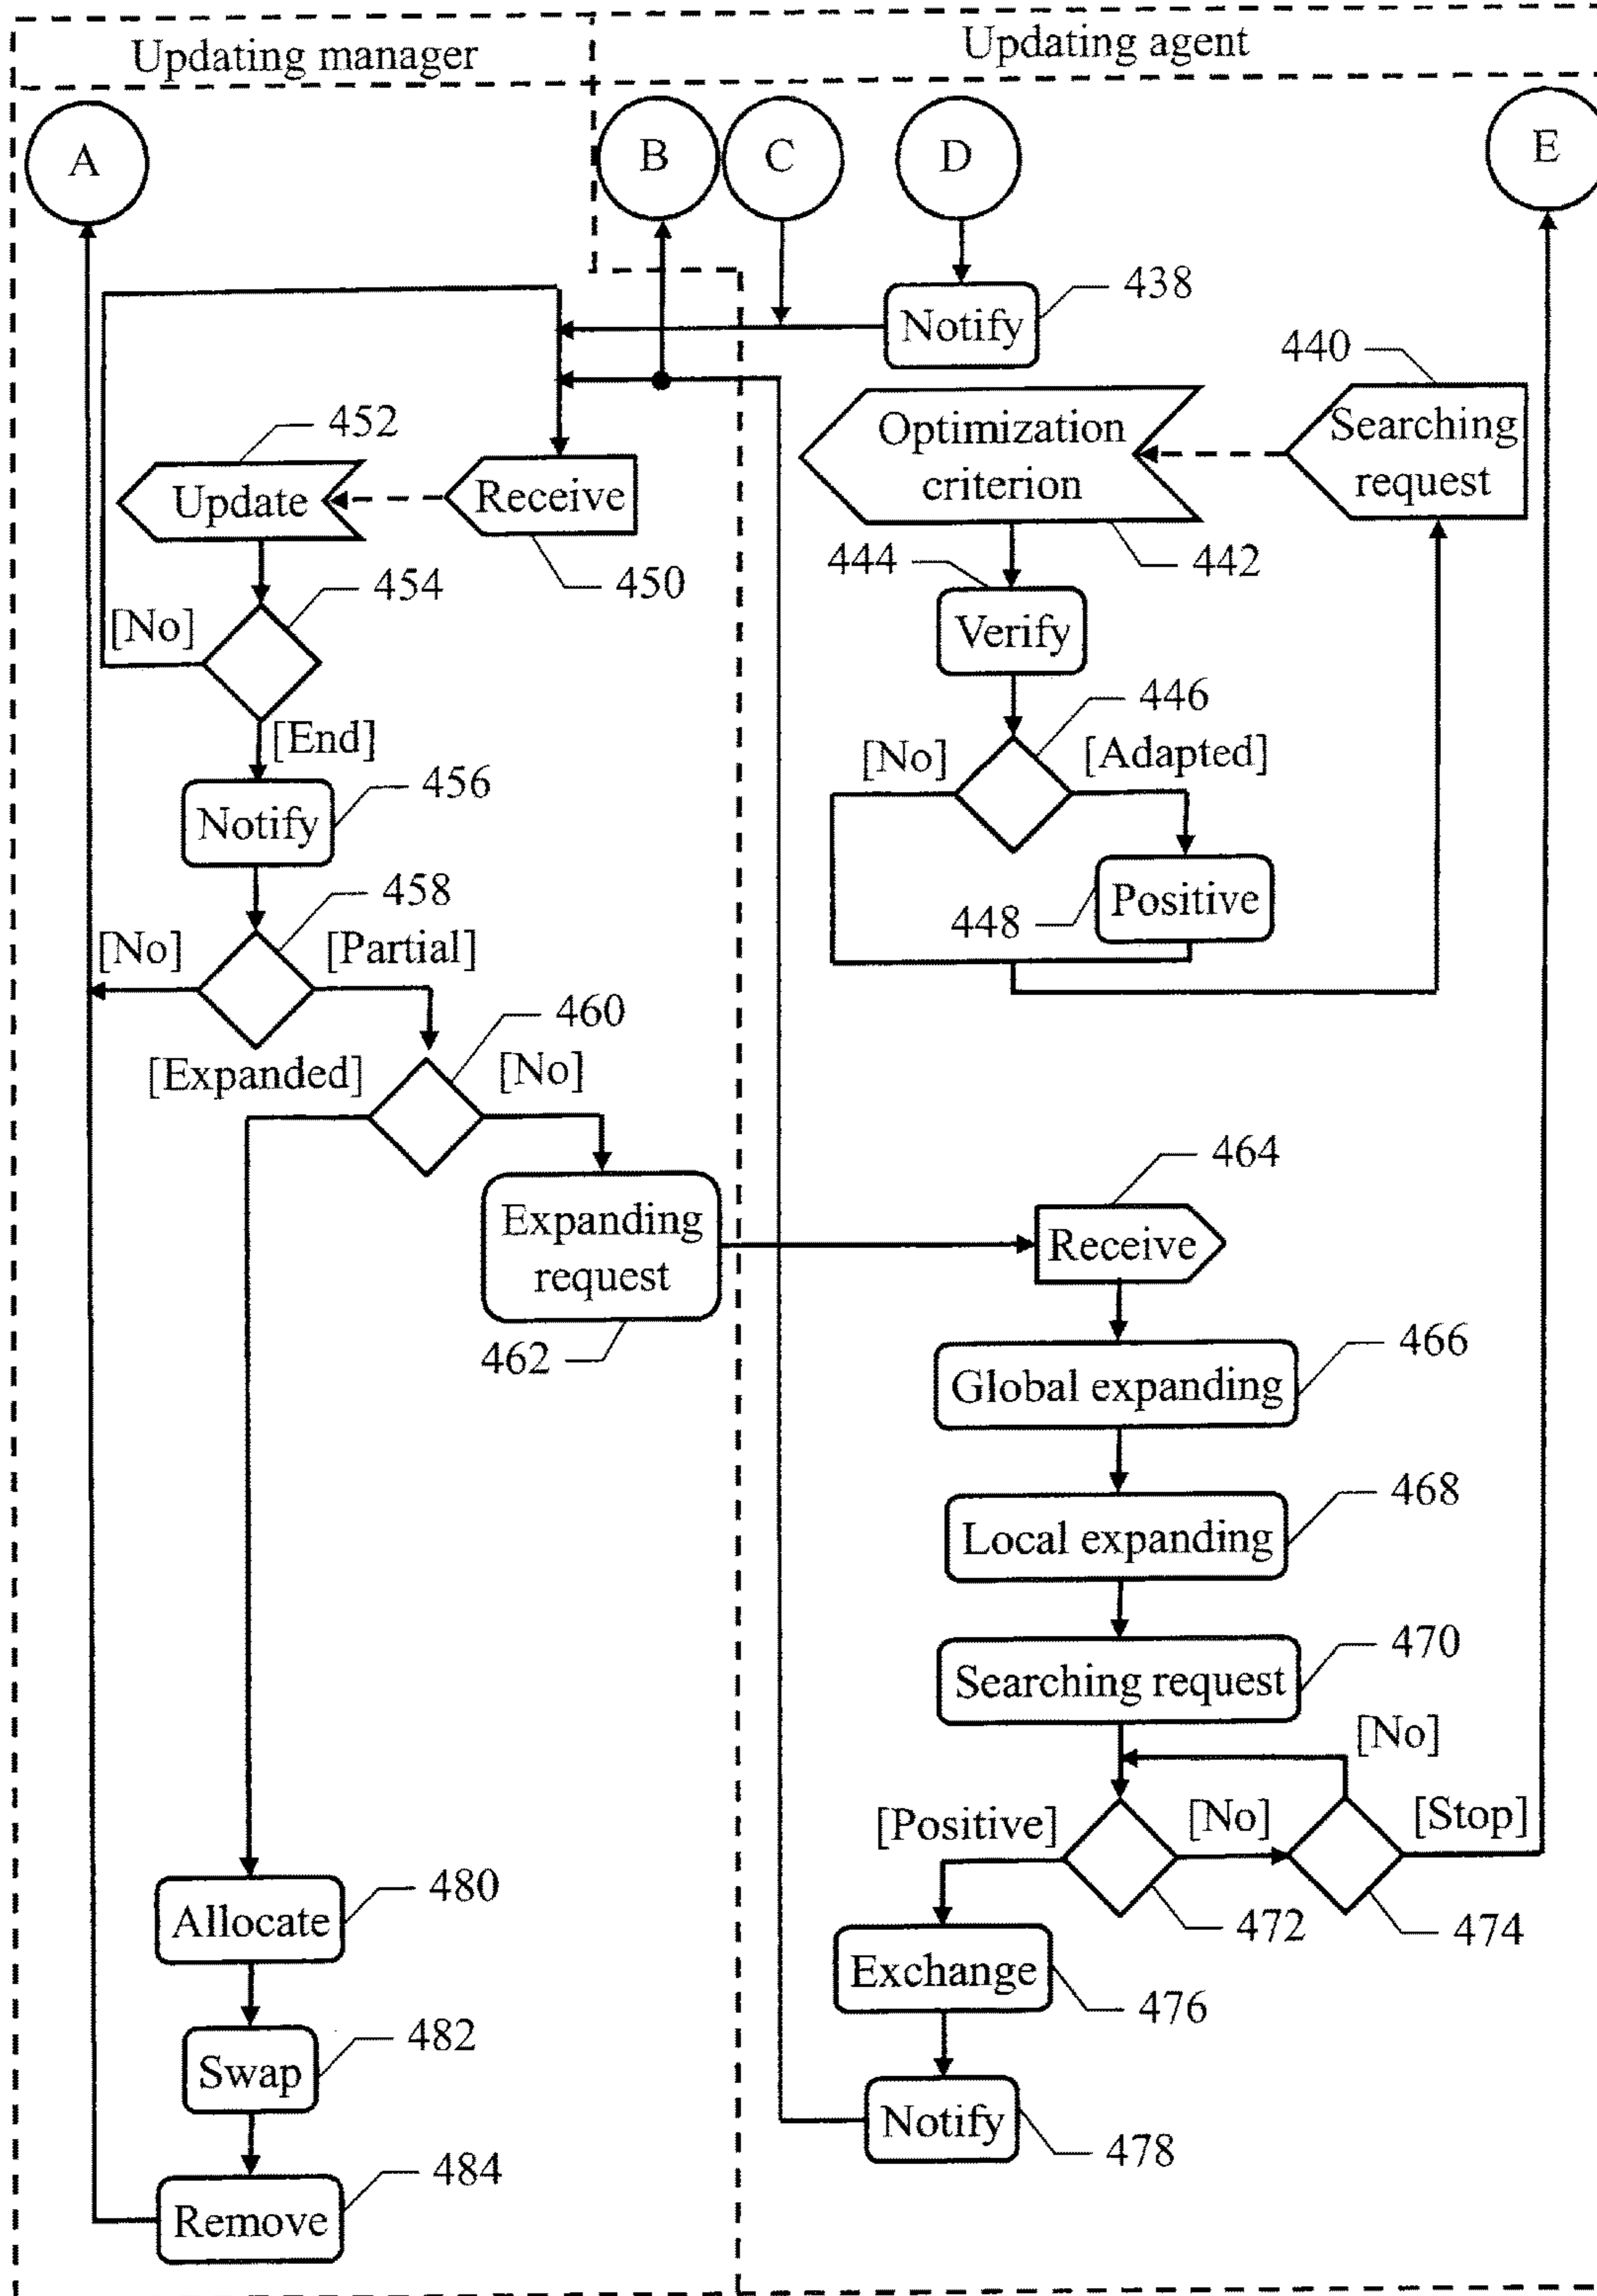 Updating manager
Updating agent
A
B
C
D
E
438
Notify
440
Searching
request
Optimization
criterion
442
452
Update
Receive
450
444
Verify
454
[No]
[End]
446
[No]
[Adapted]
456
Notify
448
Positive
458
[No]
[Partial]
460
[Expanded]
[No]
Expanding
request
462
464
Receive
466
Global expanding
468
Local expanding
470
Searching request
[No]
[Positive]
[No]
[Stop]
472
474
480
Allocate
Exchange
476
482
Swap
Notify
478
484
Remove